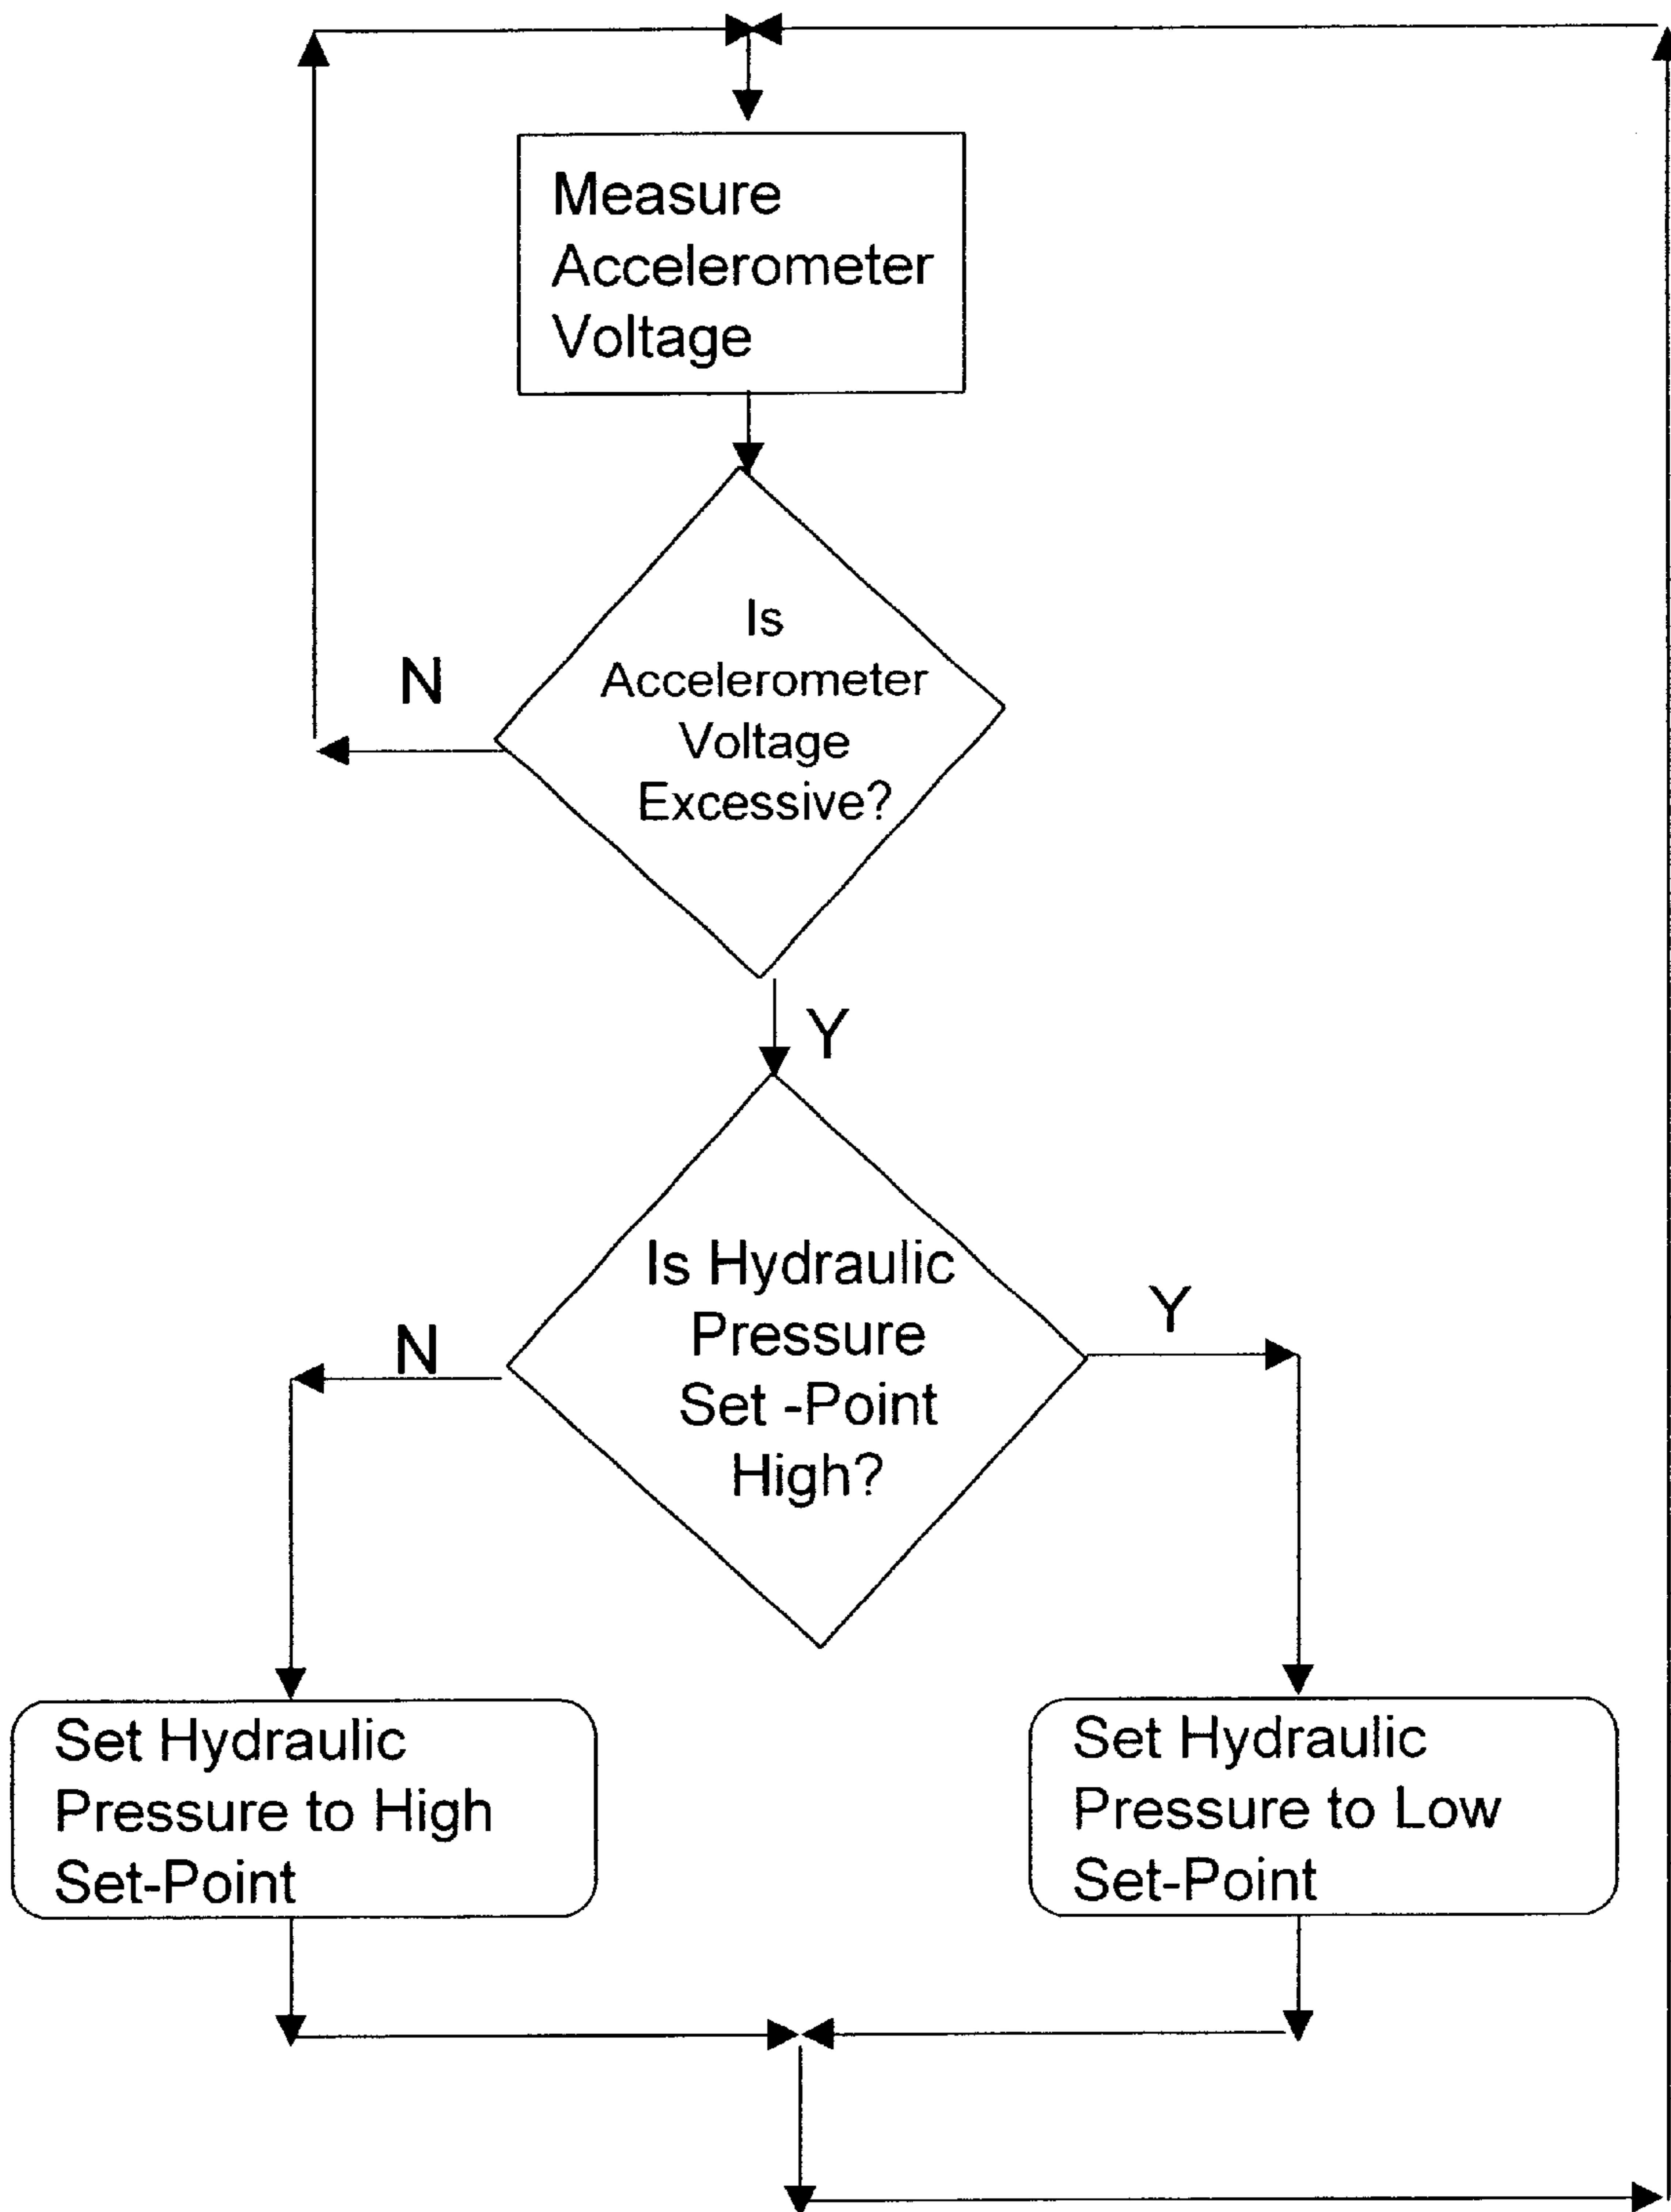 Measure
Accelerometer
Voltage
Is
Accelerometer
Voltage
Excessive?
N
Y
Is Hydraulic
Pressure
Set -Point
High?
N
Y
Set Hydraulic
Pressure to High
Set-Point
Set Hydraulic
Pressure to Low
Set-Point